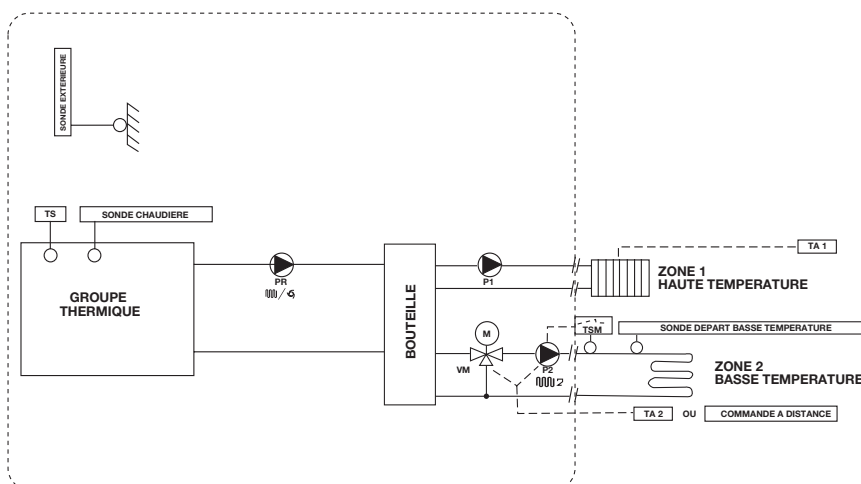 SONDE EXTERIEURE
TS
SONDE CHAUDIERE
GROUPE
THERMIQUE
PR
BOUTEILLE
P1
TA 1
ZONE 1
HAUTE TEMPERATURE
M
VM
P2
TSM
SONDE DEPART BASSE TEMPERATURE
ZONE 2
BASSE TEMPERATURE
TA 2 OU COMMANDE A DISTANCE